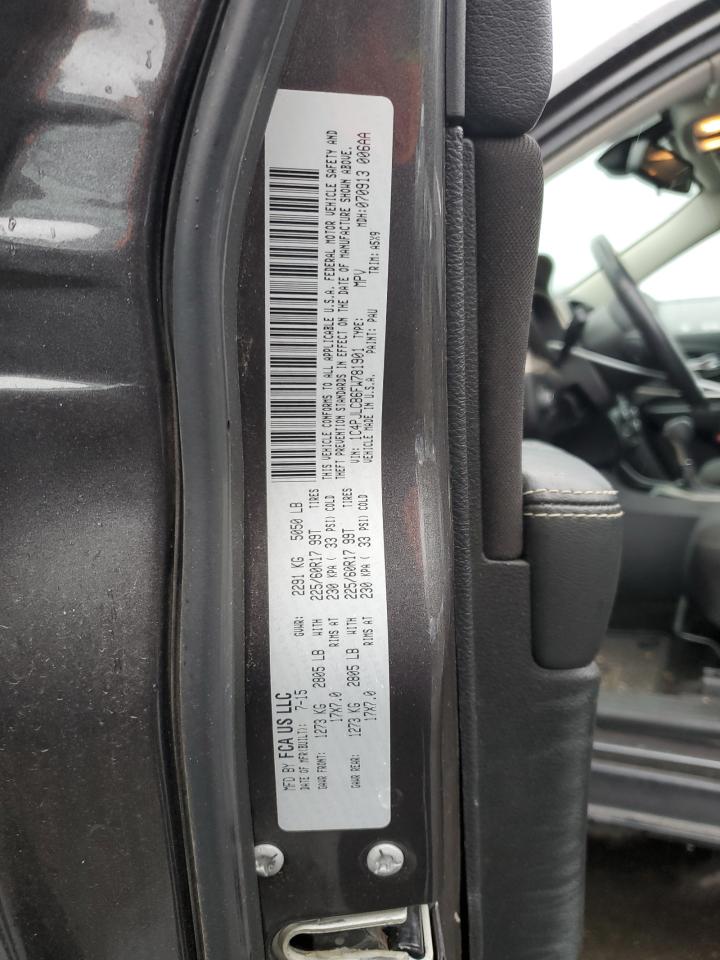 MFD BY FCA US LLC
DATE OF MFR(BUILT): 7-15 GVWR: 2291 KG 5050 LB
GAWR FRONT: 1273 KG 2805 LB WITH 225/60R17 99T TIRES
17X7.0 RIMS AT 230 KPA ( 33 PSI) COLD
GAWR REAR: 1273 KG 2805 LB WITH 225/60R17 99T TIRES
17X7.0 RIMS AT 230 KPA ( 33 PSI) COLD
THIS VEHICLE CONFORMS TO ALL APPLICABLE U.S.A. FEDERAL MOTOR VEHICLE SAFETY AND
THEFT PREVENTION STANDARDS IN EFFECT ON THE DATE OF MANUFACTURE SHOWN ABOVE.
VIN: 1C4PJLCB6FW781901 TYPE: MPV MDH:070913 006AA
VEHICLE MADE IN U.S.A. PAINT: PAU TRIM: A5X9